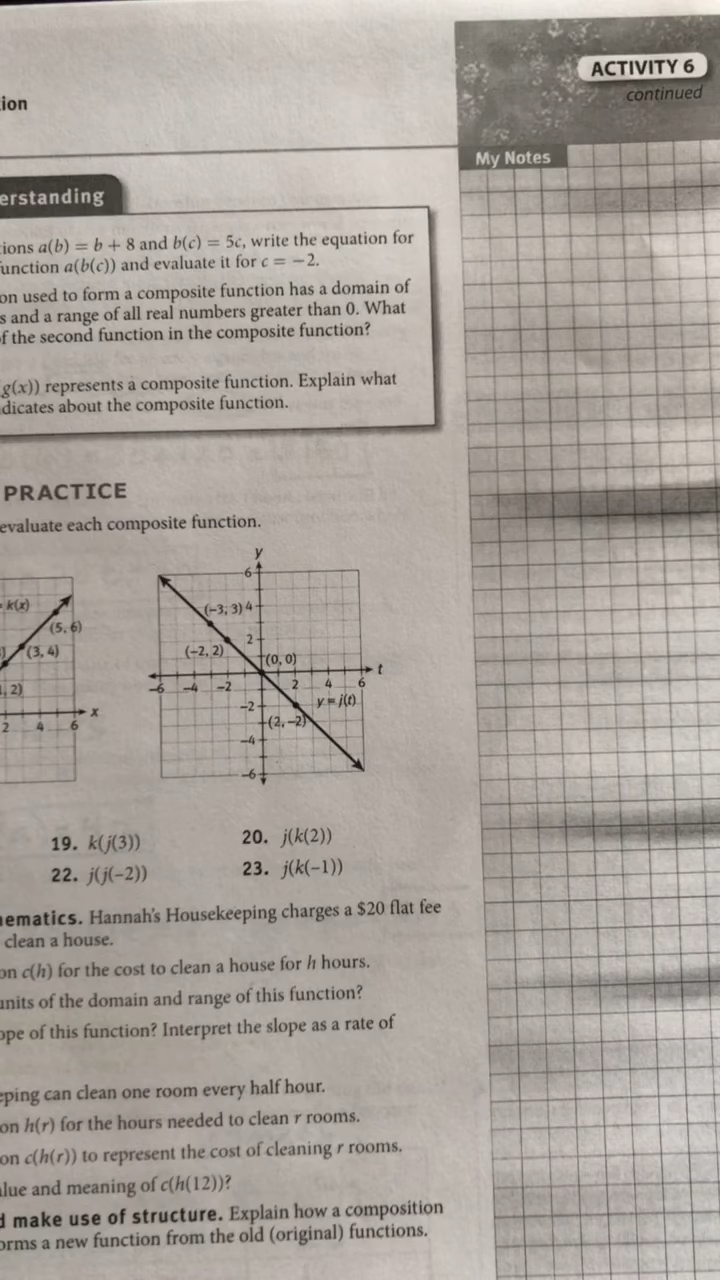 ACTIVITY 6
continued
My Notes
tion
erstanding
tions a(b) = b + 8 and b(c) = 5c, write the equation for
unction a(b(c)) and evaluate it for c = −2.
on used to form a composite function has a domain of
s and a range of all real numbers greater than 0. What
f the second function in the composite function?
g(x)) represents a composite function. Explain what
dicates about the composite function.
PRACTICE
evaluate each composite function.
k(x)
(5, 6)
(3, 4)
, 2)
x
2 4 6
y
6
(−3, 3) 4
2
(−2, 2)
(0, 0)
t
−6 −4 −2 2 4 6
y = j(t)
−2
(2, −2)
−4
−6
19. k(j(3)) 20. j(k(2))
22. j(j(−2)) 23. j(k(−1))
ematics. Hannah's Housekeeping charges a $20 flat fee
clean a house.
on c(h) for the cost to clean a house for h hours.
units of the domain and range of this function?
ope of this function? Interpret the slope as a rate of
eping can clean one room every half hour.
on h(r) for the hours needed to clean r rooms.
on c(h(r)) to represent the cost of cleaning r rooms.
alue and meaning of c(h(12))?
d make use of structure. Explain how a composition
orms a new function from the old (original) functions.